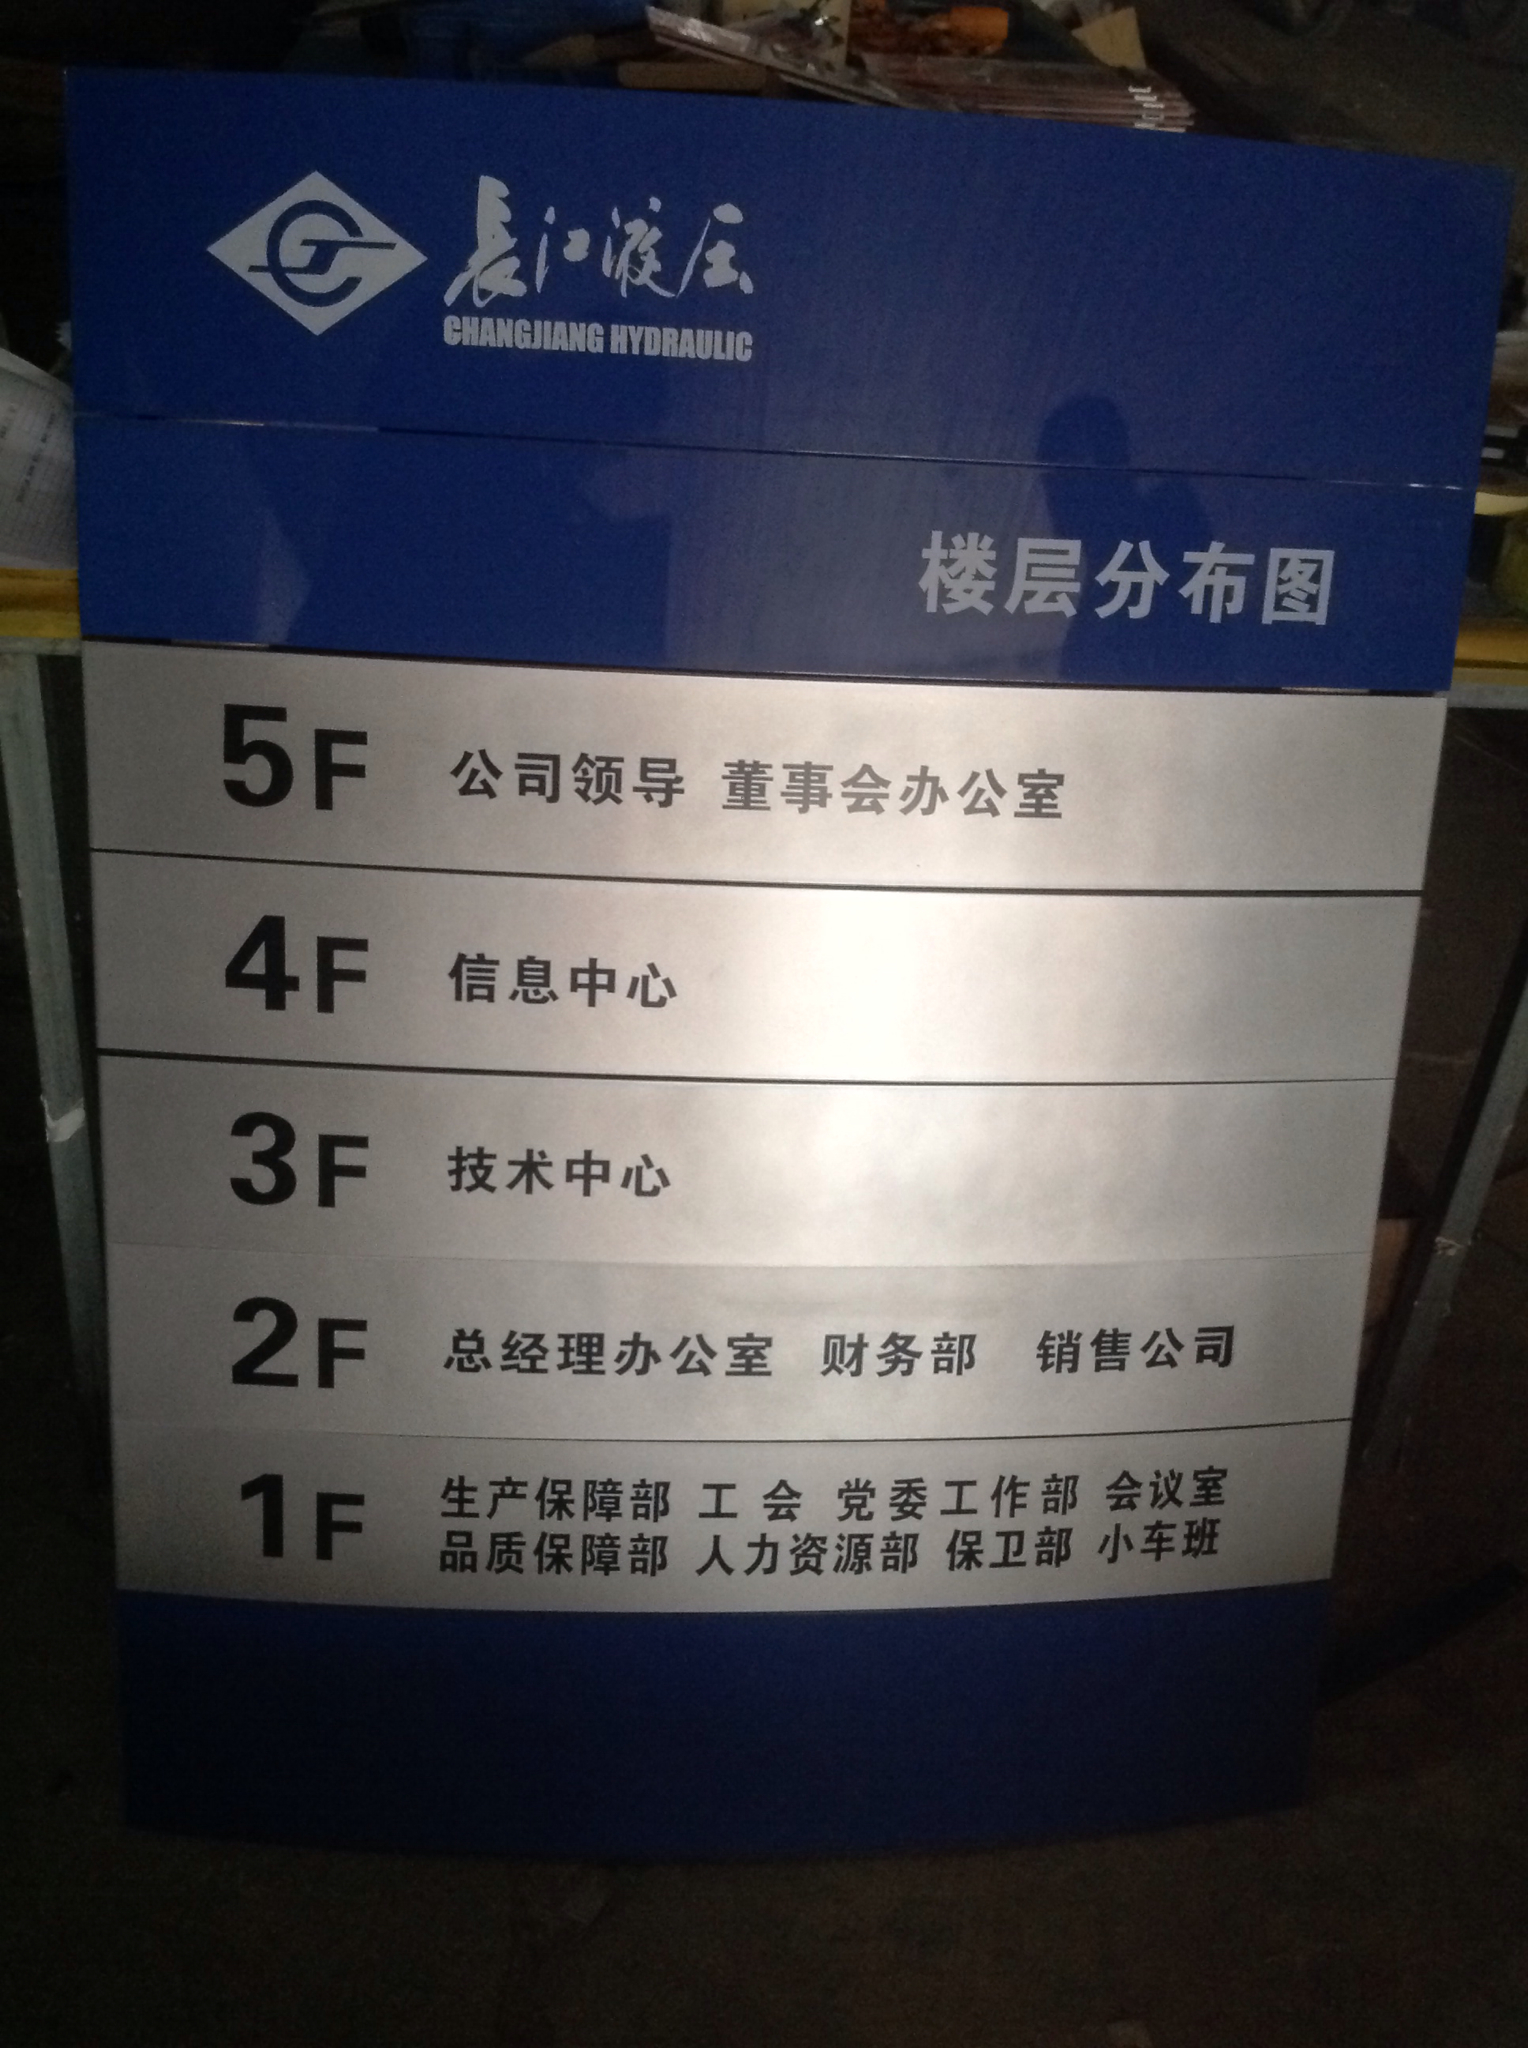 長江液压
CHANGJIANG HYDRAULIC
楼层分布图
5F 公司领导 董事会办公室
4F 信息中心
3F 技术中心
2F 总经理办公室 财务部 销售公司
1F 生产保障部 工会 党委工作部 会议室
品质保障部 人力资源部 保卫部 小车班